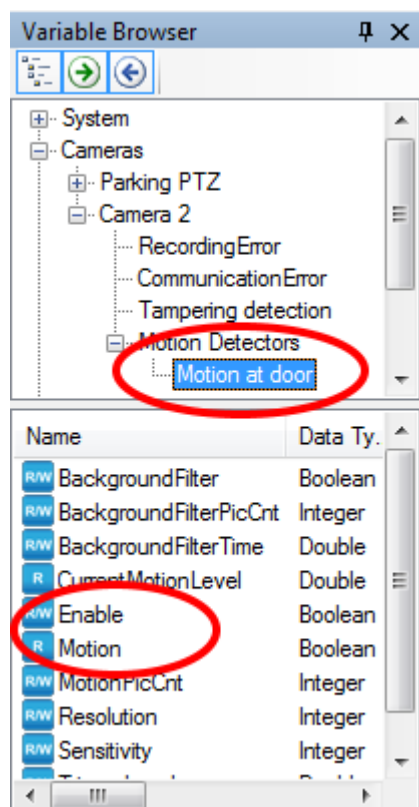 Variable Browser
System
Cameras
Parking PTZ
Camera 2
RecordingError
CommunicationError
Tampering detection
Motion Detectors
Motion at door
Name Data Ty.
R/W BackgroundFilter Boolean
R/W BackgroundFilterPicCnt Integer
R/W BackgroundFilterTime Double
R CurrentMotionLevel Double
R/W Enable Boolean
R Motion Boolean
R/W MotionPicCnt Integer
R/W Resolution Integer
R/W Sensitivity Integer